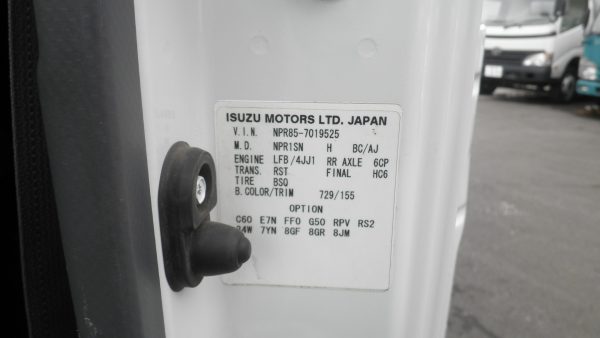 ISUZU MOTORS LTD. JAPAN
V.I.N. NPR85-7019525
M.D. NPR1SN H BC/AJ
ENGINE LFB/4JJ1 RR AXLE 6CP
TRANS. RST FINAL HC6
TIRE BSQ
B.COLOR/TRIM 729/155
OPTION
C60 E7N FF0 G50 RPV RS2
7YN 8GF 8GR 8JM